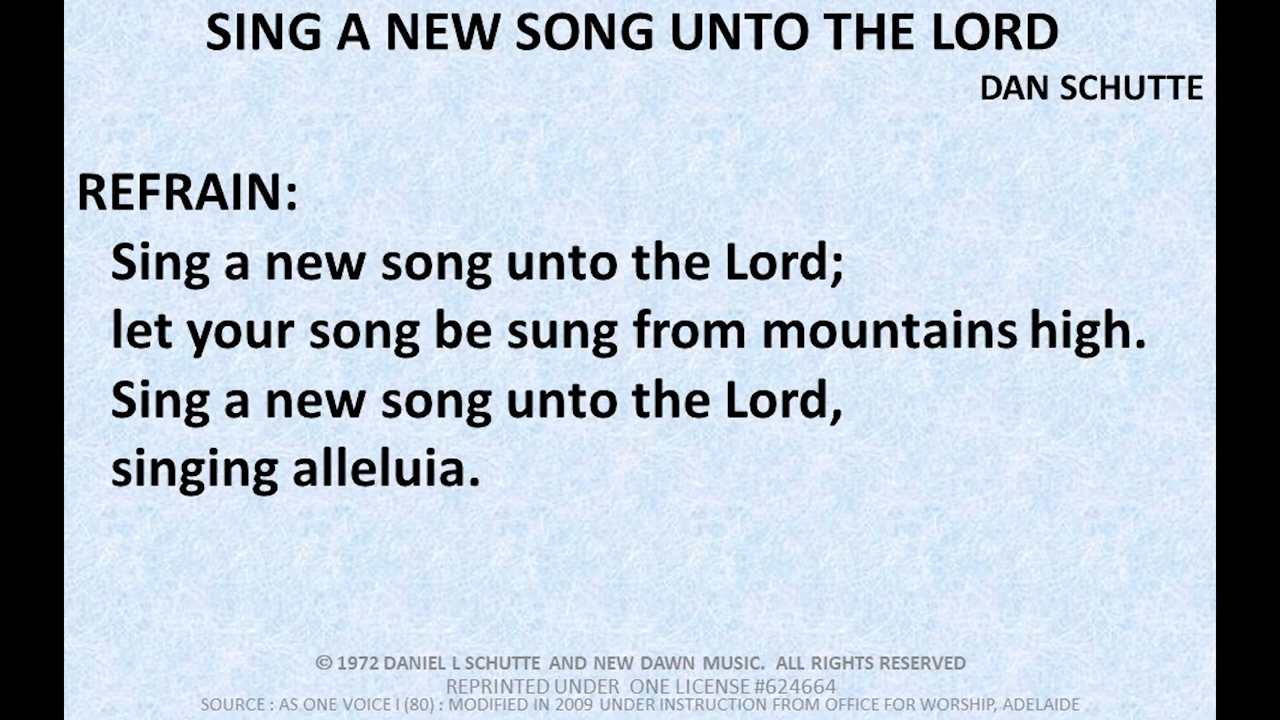 SING A NEW SONG UNTO THE LORD
DAN SCHUTTE
REFRAIN:
Sing a new song unto the Lord;
let your song be sung from mountains high.
Sing a new song unto the Lord,
singing alleluia.
© 1972 DANIEL L SCHUTTE AND NEW DAWN MUSIC. ALL RIGHTS RESERVED
REPRINTED UNDER ONE LICENSE #624664
SOURCE : AS ONE VOICE I (80) : MODIFIED IN 2009 UNDER INSTRUCTION FROM OFFICE FOR WORSHIP, ADELAIDE